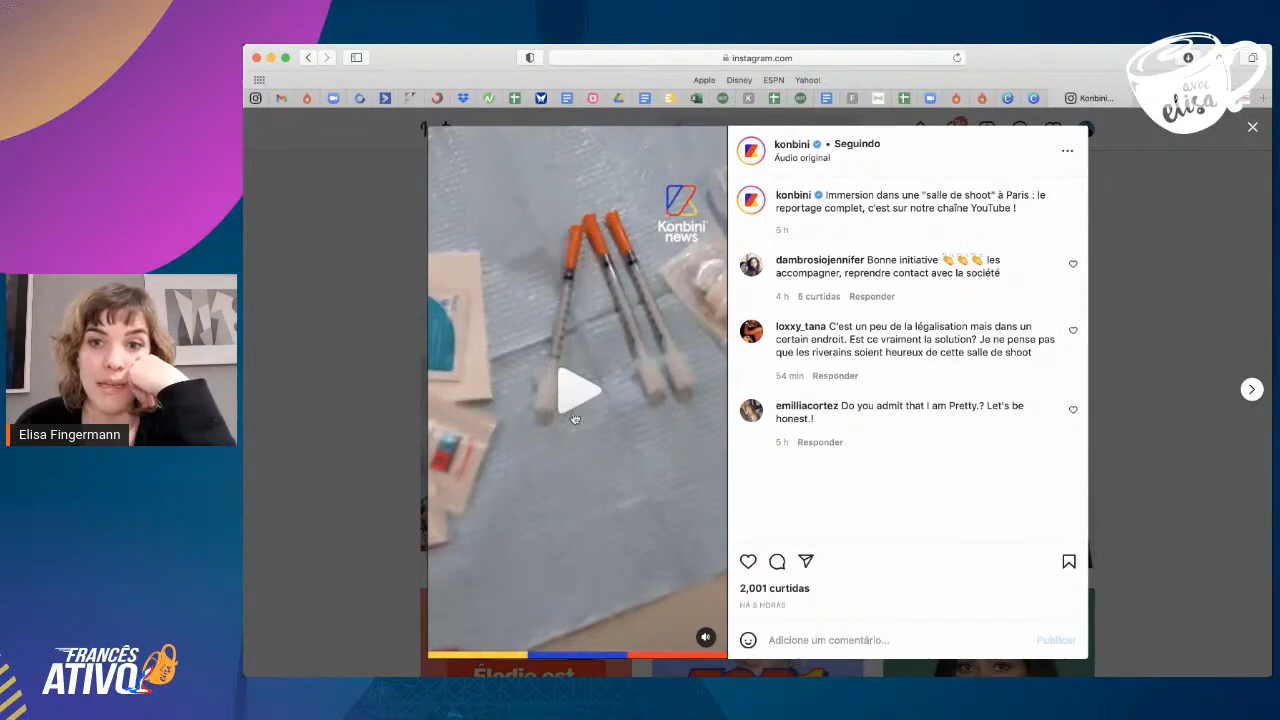 instagram.com
Apple Disney ESPN Yahoo!
Konbini...
avec
elisa
konbini • Seguindo
Áudio original
konbini Immersion dans une "salle de shoot" à Paris : le
reportage complet, c'est sur notre chaîne YouTube !
5 h
Konbini
news
dambrosiojennifer Bonne initiative 👏 👏 👏 les
accompagner, reprendre contact avec la société
4 h 5 curtidas Responder
loxxy_tana C'est un peu de la légalisation mais dans un
certain endroit. Est ce vraiment la solution? Je ne pense pas
que les riverains soient heureux de cette salle de shoot
54 min Responder
emilliacortez Do you admit that I am Pretty.? Let's be
honest.!
5 h Responder
Elisa Fingermann
2,001 curtidas
HÁ 5 HORAS
Adicione um comentário... Publicar
FRANCÊS
ATIVO
elisa
Élodie est